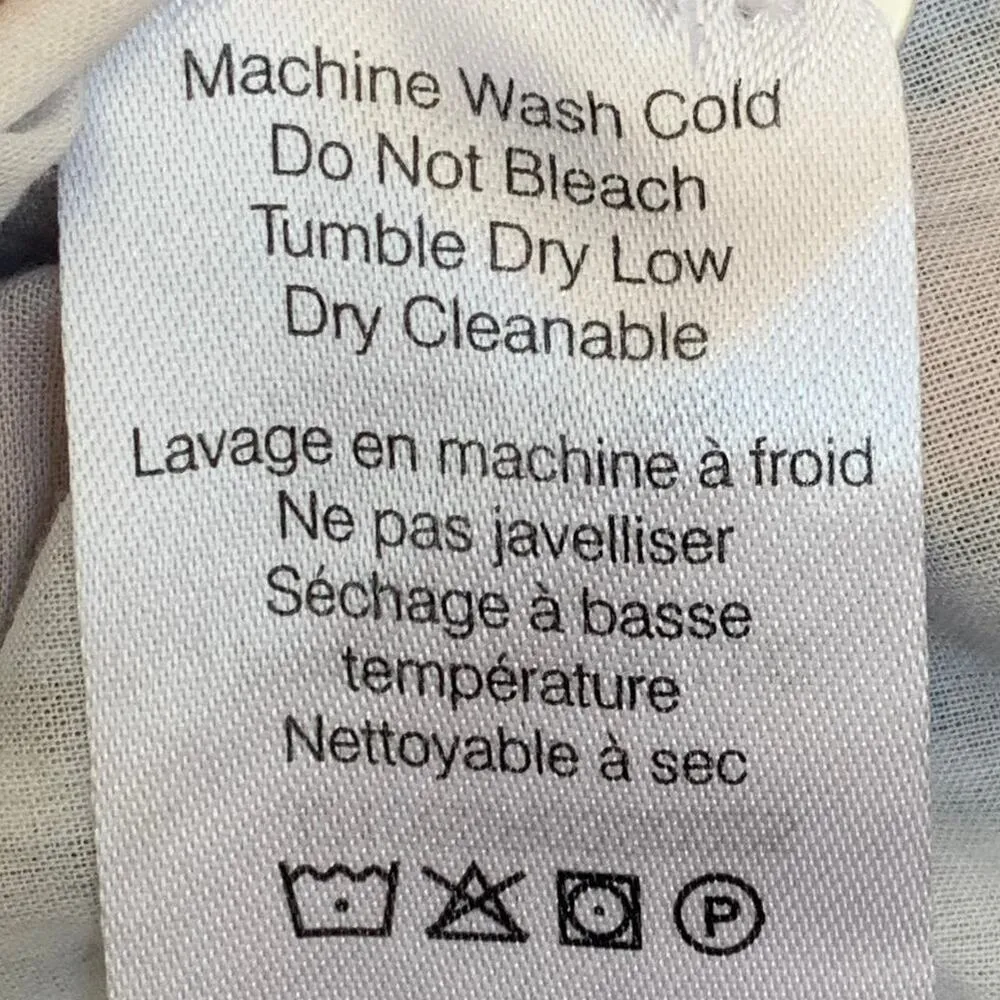 Machine Wash Cold
Do Not Bleach
Tumble Dry Low
Dry Cleanable
Lavage en machine à froid
Ne pas javelliser
Séchage à basse
température
Nettoyable à sec
P